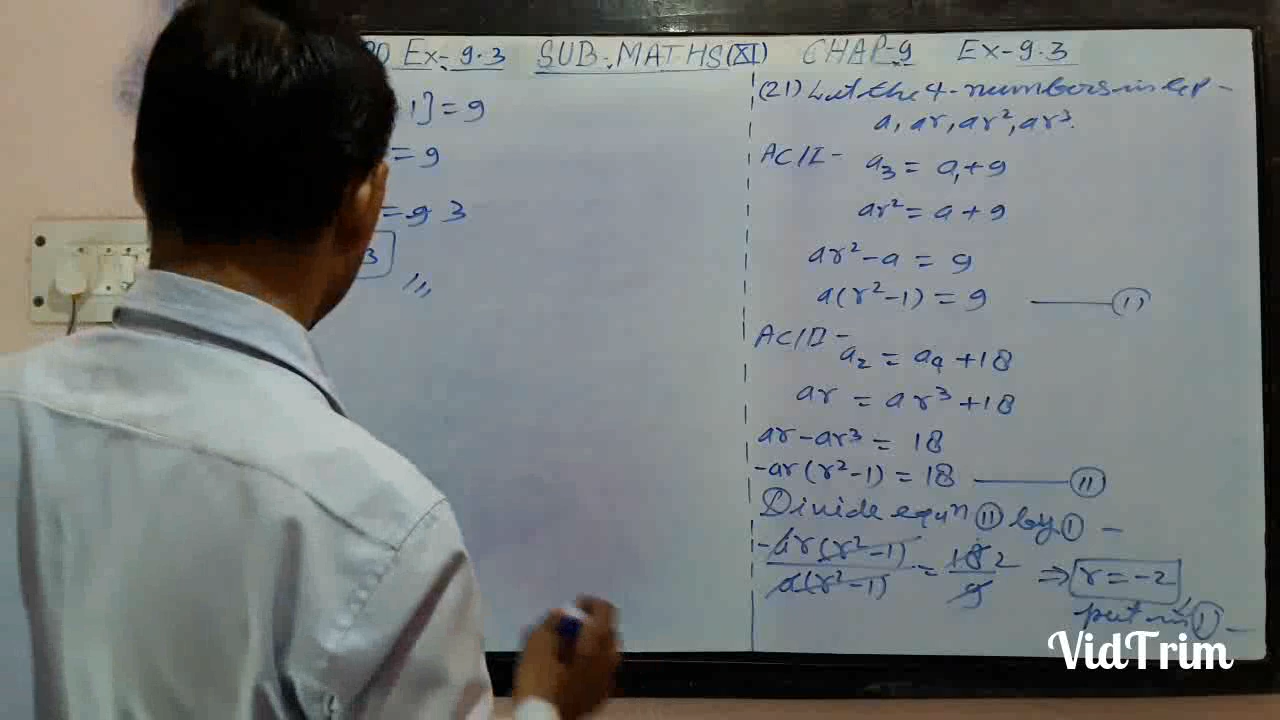 Ex-9.3 SUB-MATHS(XI) CHAP-9 Ex-9.3
1] = 9
= 9
= 9 3
3
(21) Let the 4-numbers in GP-
a, ar, ar², ar³.
AC/I- a₃ = a₁+9
ar² = a+9
ar²-a = 9
a(r²-1) = 9 (I)
AC/II-
a₂ = a₄+18
ar = ar³+18
ar-ar³ = 18
-ar(r²-1) = 18 (II)
Divide equn (II) by (I) -
-ar(r²-1)/a(r²-1) = 18 2/9 ⇒ r=-2
put in (I) -
VidTrim